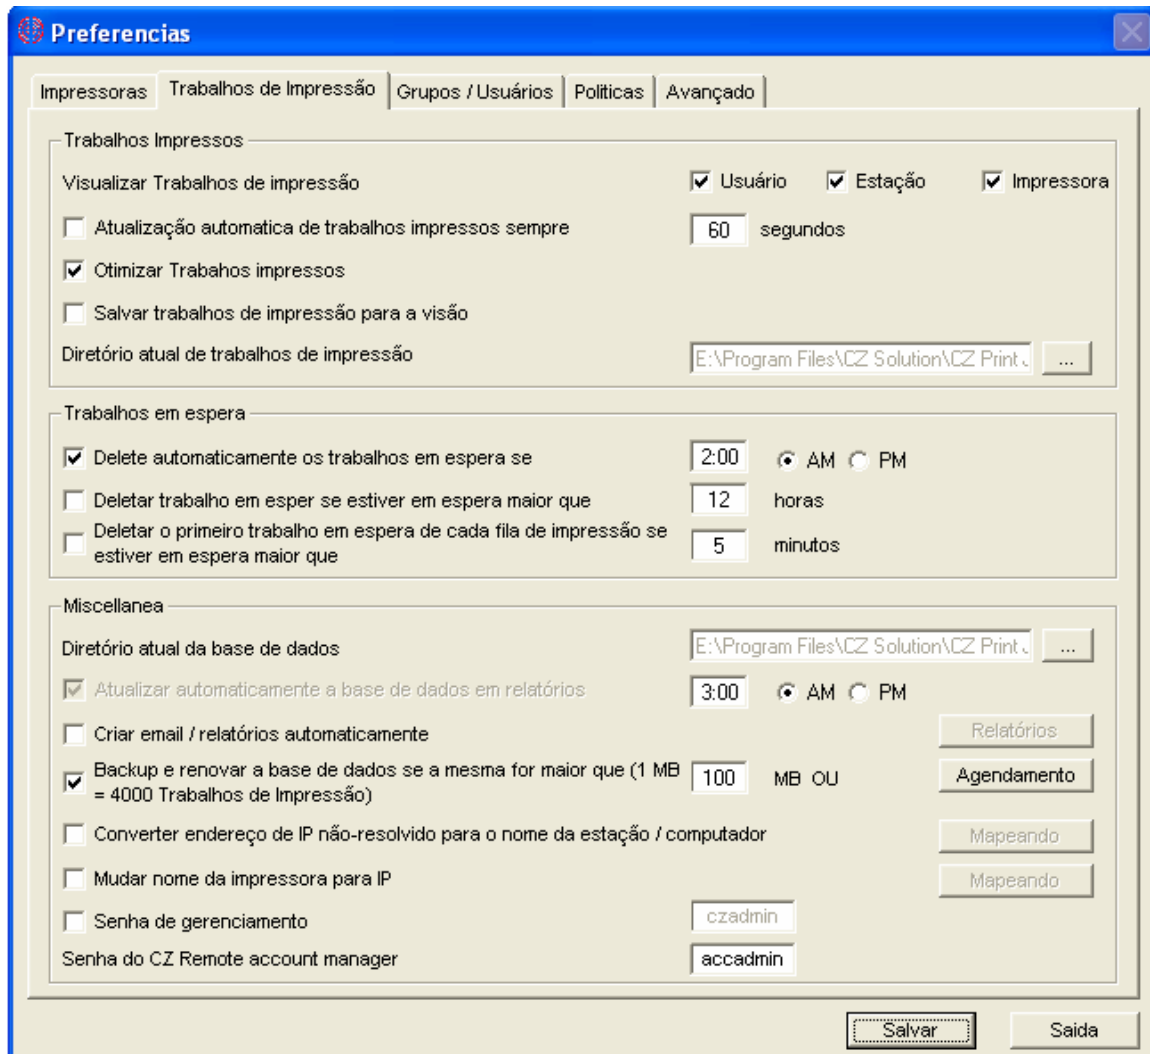 Preferencias
Impressoras Trabalhos de Impressão Grupos / Usuários Politicas Avançado
Trabalhos Impressos
Visualizar Trabalhos de impressão Usuário Estação Impressora
Atualização automatica de trabalhos impressos sempre 60 segundos
Otimizar Trabahos impressos
Salvar trabalhos de impressão para a visão
Diretório atual de trabalhos de impressão E:\Program Files\CZ Solution\CZ Print J ...
Trabalhos em espera
Delete automaticamente os trabalhos em espera se 2:00 AM PM
Deletar trabalho em esper se estiver em espera maior que 12 horas
Deletar o primeiro trabalho em espera de cada fila de impressão se
estiver em espera maior que 5 minutos
Miscellanea
Diretório atual da base de dados E:\Program Files\CZ Solution\CZ Print J ...
Atualizar automaticamente a base de dados em relatórios 3:00 AM PM
Criar email / relatórios automaticamente Relatórios
Backup e renovar a base de dados se a mesma for maior que (1 MB
= 4000 Trabalhos de Impressão) 100 MB OU Agendamento
Converter endereço de IP não-resolvido para o nome da estação / computador Mapeando
Mudar nome da impressora para IP Mapeando
Senha de gerenciamento czadmin
Senha do CZ Remote account manager accadmin
Salvar Saida